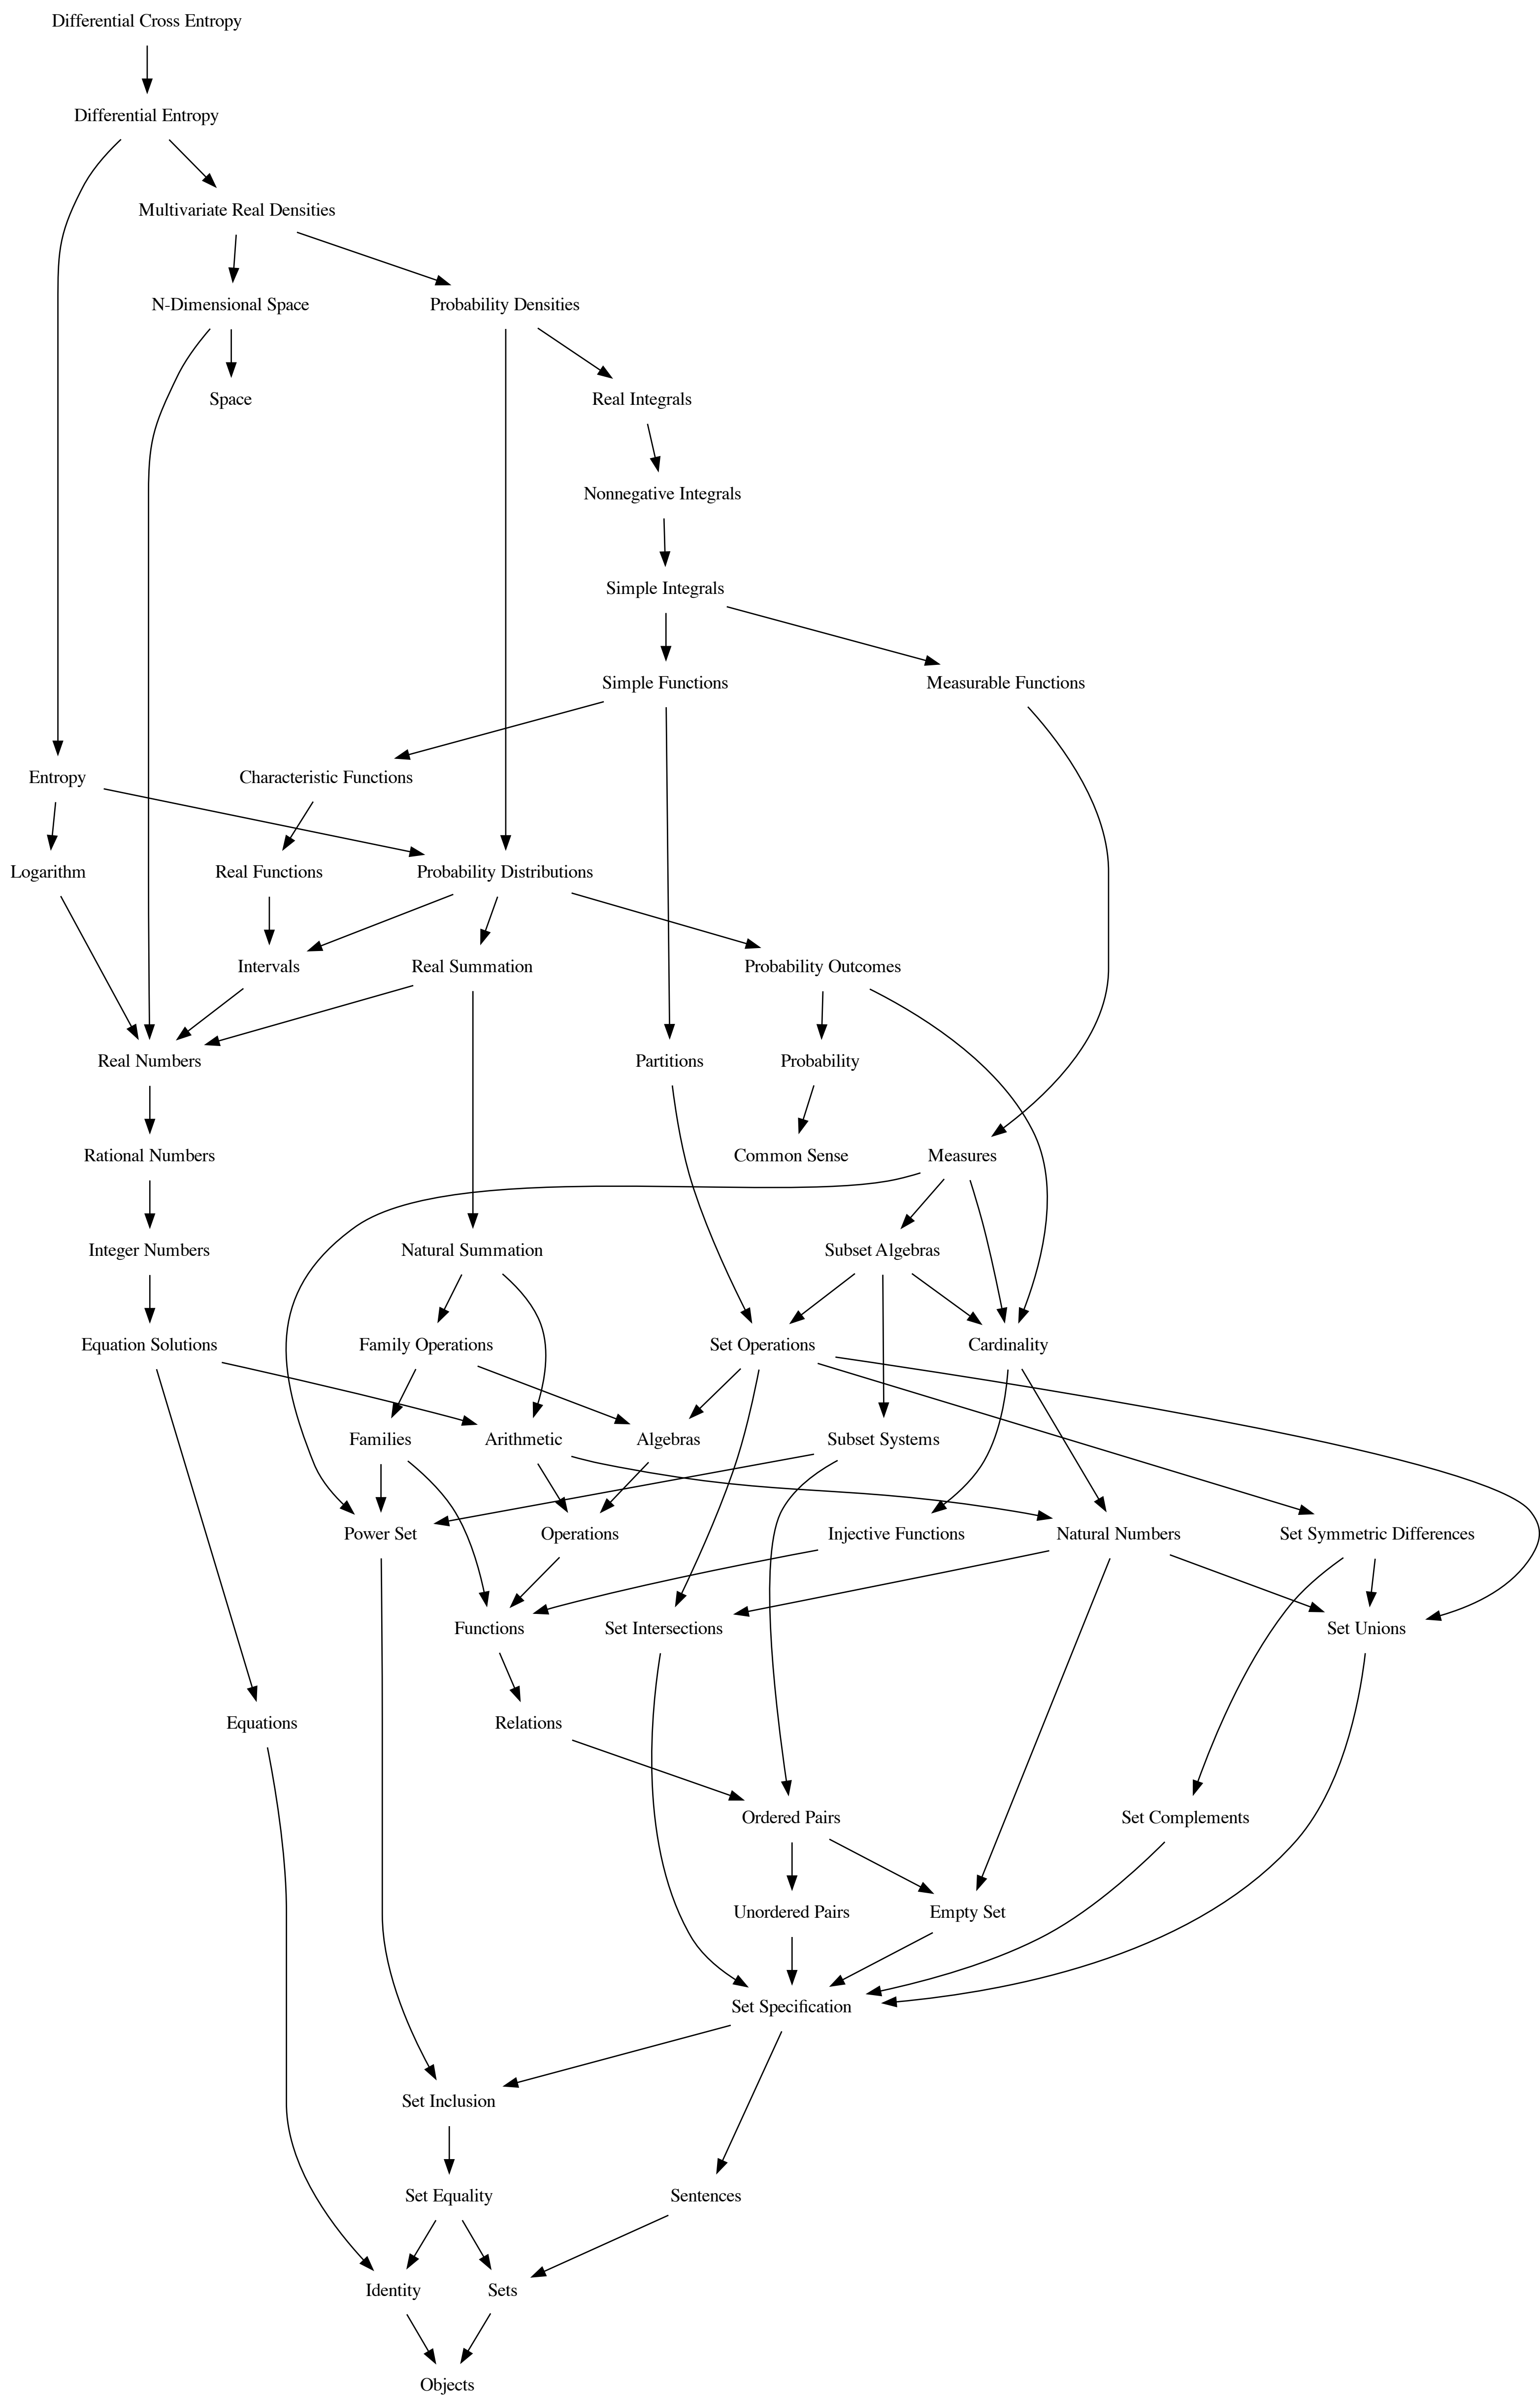 Differential Cross Entropy
Differential Entropy
Multivariate Real Densities
N-Dimensional Space
Probability Densities
Space
Real Integrals
Nonnegative Integrals
Simple Integrals
Simple Functions
Measurable Functions
Entropy
Characteristic Functions
Logarithm
Real Functions
Probability Distributions
Intervals
Real Summation
Probability Outcomes
Real Numbers
Partitions
Probability
Rational Numbers
Common Sense
Measures
Integer Numbers
Natural Summation
Subset Algebras
Equation Solutions
Family Operations
Set Operations
Cardinality
Families
Arithmetic
Algebras
Subset Systems
Power Set
Operations
Injective Functions
Natural Numbers
Set Symmetric Differences
Functions
Set Intersections
Set Unions
Equations
Relations
Ordered Pairs
Set Complements
Unordered Pairs
Empty Set
Set Specification
Set Inclusion
Set Equality
Sentences
Identity
Sets
Objects